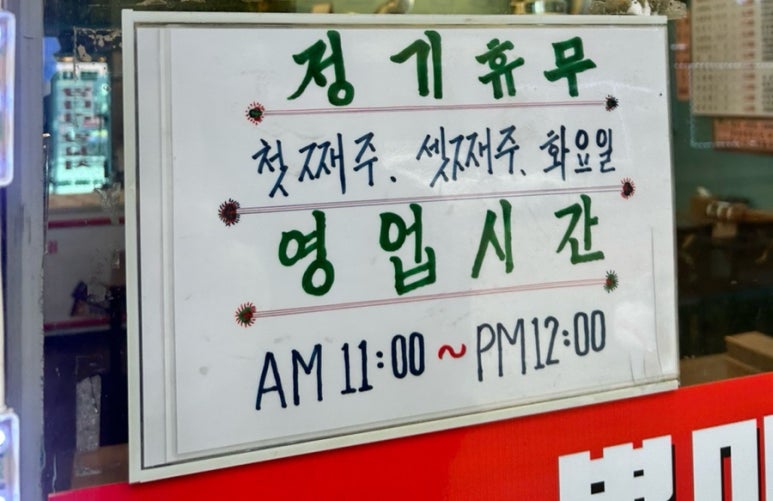 정기휴무
첫째주. 셋째주. 화요일
영업시간
AM 11:00 ~ PM 12:00